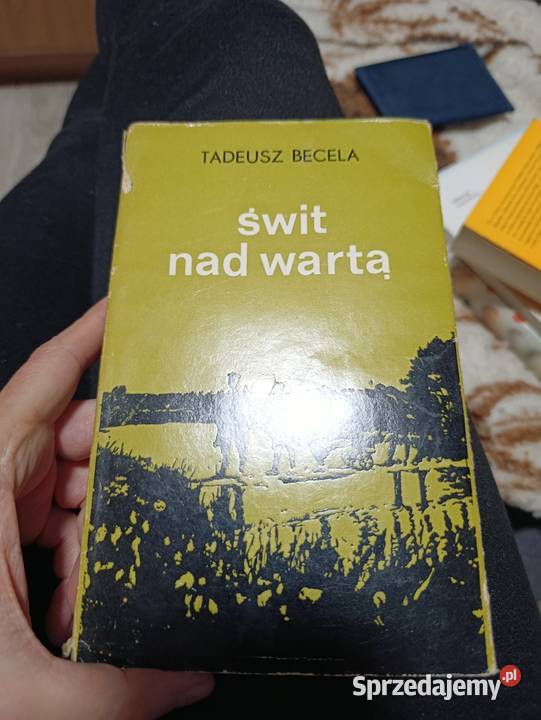 TADEUSZ BECELA
świt
nad wartą
Sprzedajemy.pl